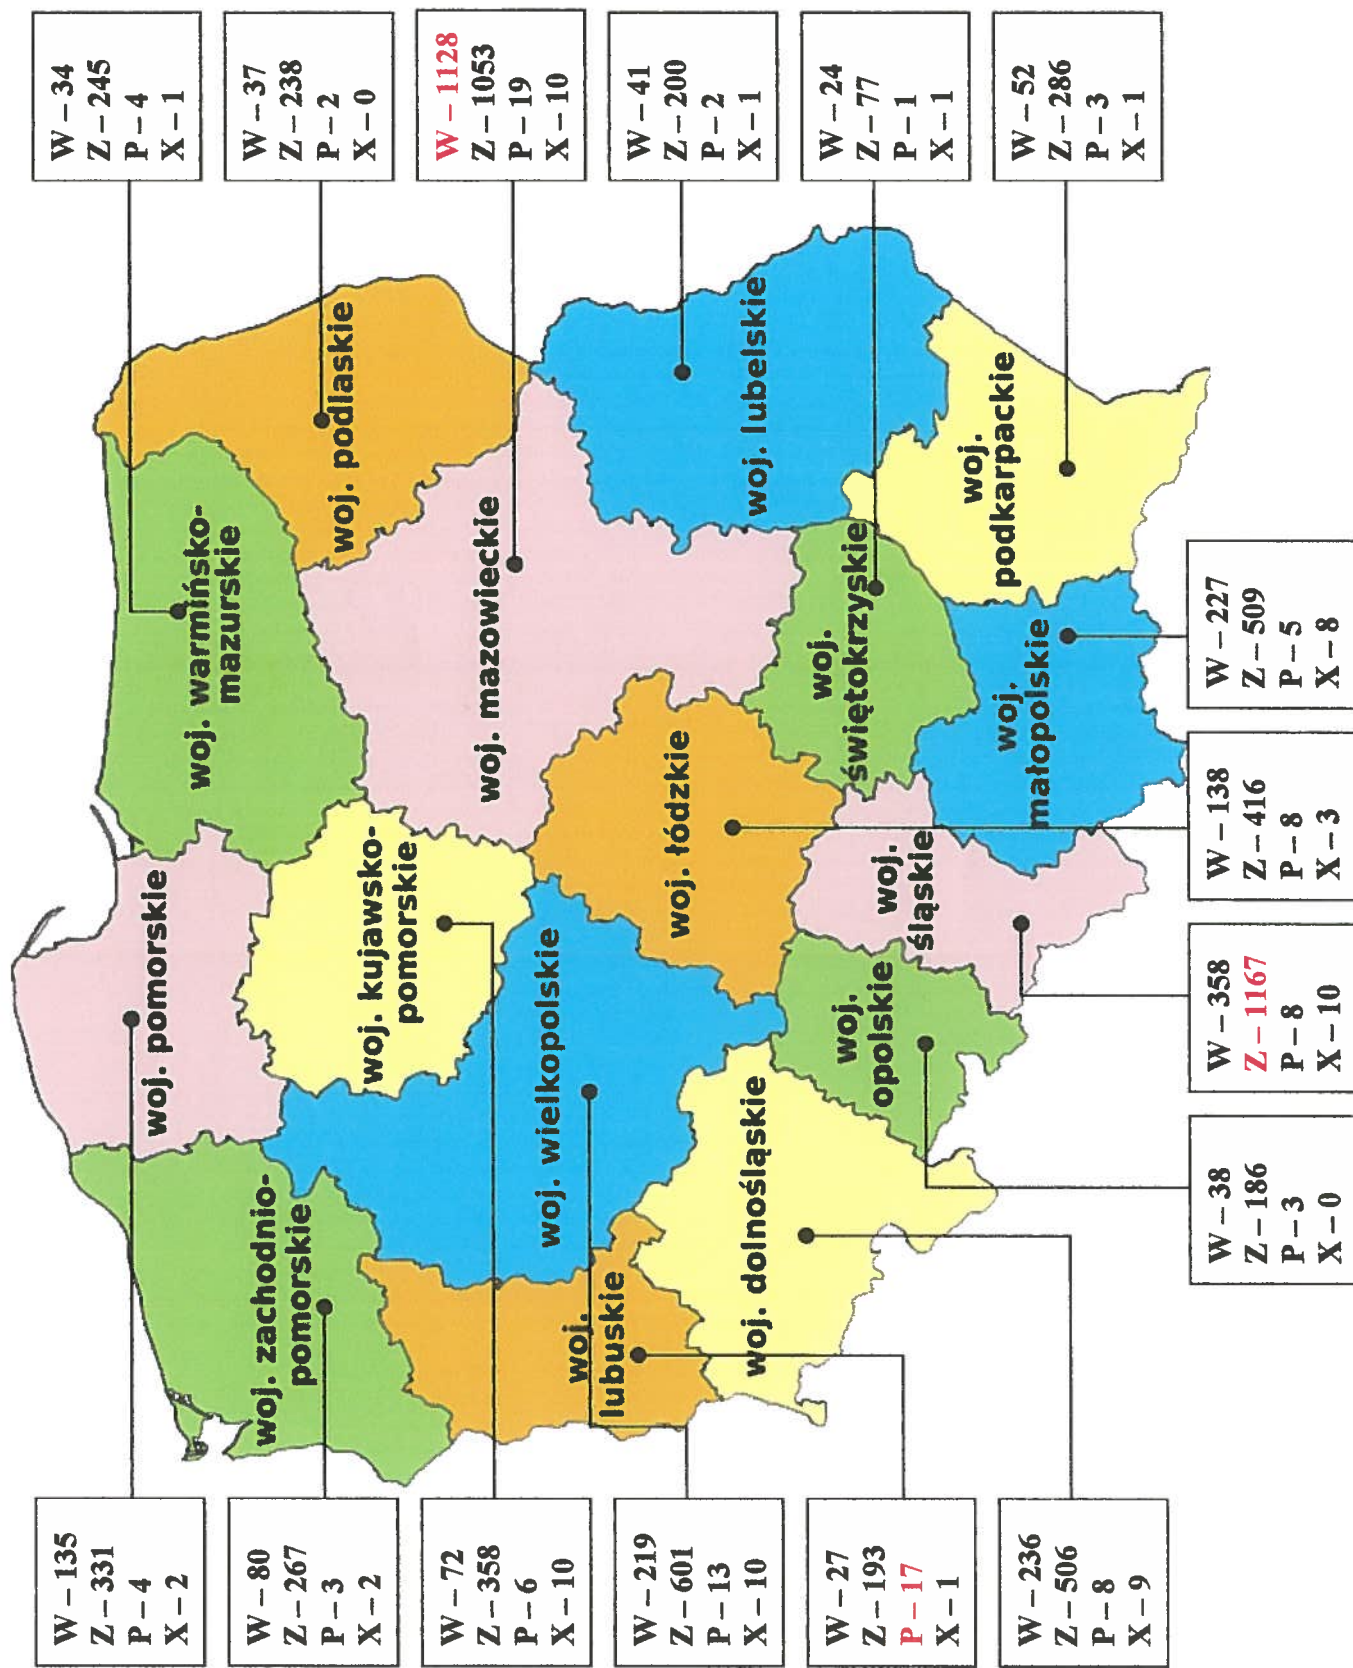 W – 135
Z – 331
P – 4
X – 2
W – 80
Z – 267
P – 3
X – 2
W – 72
Z – 358
P – 6
X – 10
W – 219
Z – 601
P – 13
X – 10
W – 27
Z – 193
P – 17
X – 1
W – 236
Z – 506
P – 8
X – 9
woj. pomorskie
woj. warmińsko-
mazurskie
woj. zachodnio-
pomorskie
woj. podlaskie
woj. kujawsko-
pomorskie
woj. mazowieckie
woj. wielkopolskie
woj.
lubuskie
woj. łódzkie
woj. lubelskie
woj. dolnośląskie
woj.
opolskie
woj.
śląskie
woj.
świętokrzyskie
woj.
małopolskie
woj.
podkarpackie
W – 34
Z – 245
P – 4
X – 1
W – 37
Z – 238
P – 2
X – 0
W – 1128
Z – 1053
P – 19
X – 10
W – 41
Z – 200
P – 2
X – 1
W – 24
Z – 77
P – 1
X – 1
W – 52
Z – 286
P – 3
X – 1
W – 38
Z – 186
P – 3
X – 0
W – 358
Z – 1167
P – 8
X – 10
W – 138
Z – 416
P – 8
X – 3
W – 227
Z – 509
P – 5
X – 8